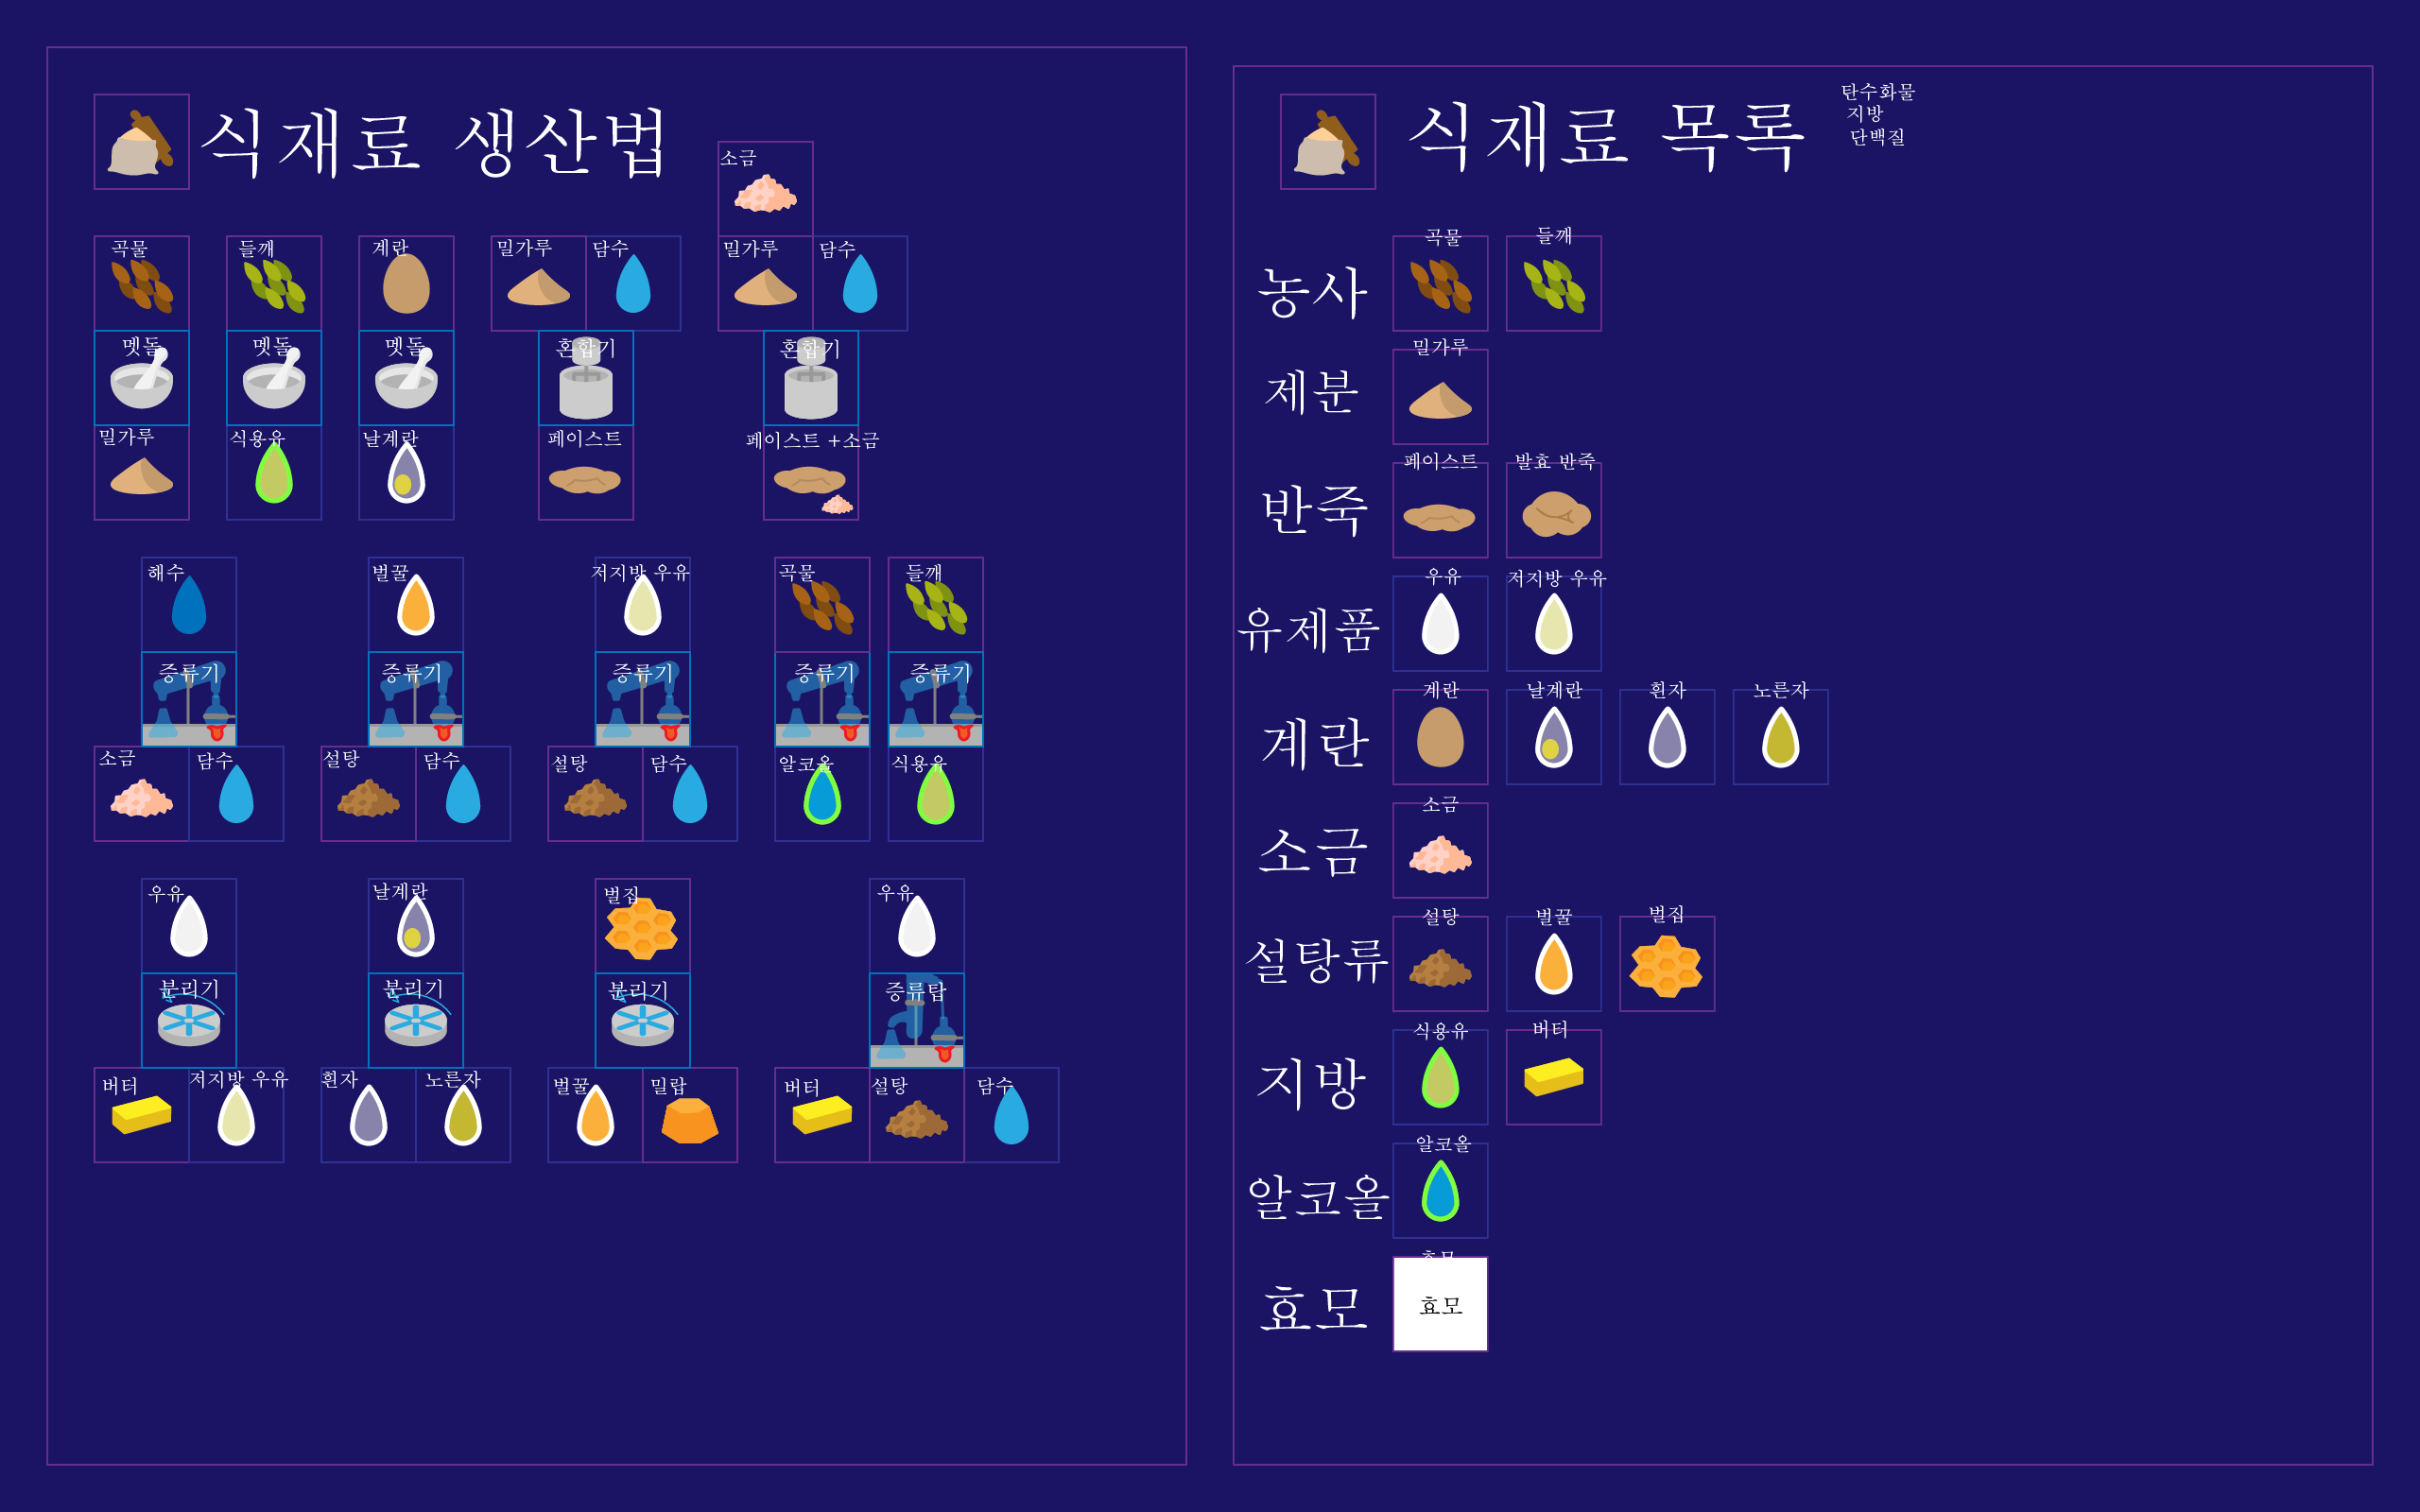 식재료 생산법
소금
곡물 들깨 계란 밀가루 담수 밀가루 담수
멧돌 멧돌 멧돌 혼합기 혼합기
밀가루 식용유 날계란 페이스트 페이스트 +소금
해수 벌꿀 저지방 우유 곡물 들깨
증류기 증류기 증류기 증류기 증류기
소금 담수 설탕 담수 설탕 담수 알코올 식용유
우유 날계란 벌집 우유
분리기 분리기 분리기 증류탑
버터 저지방 우유 흰자 노른자 벌꿀 밀랍 버터 설탕 담수
식재료 목록
탄수화물
지방
단백질
곡물 들깨
농사
밀가루
제분
페이스트 발효 반죽
반죽
우유 저지방 우유
유제품
계란 날계란 흰자 노른자
계란
소금
소금
설탕 벌꿀 벌집
설탕류
식용유 버터
지방
알코올
알코올
효모
효모
효모